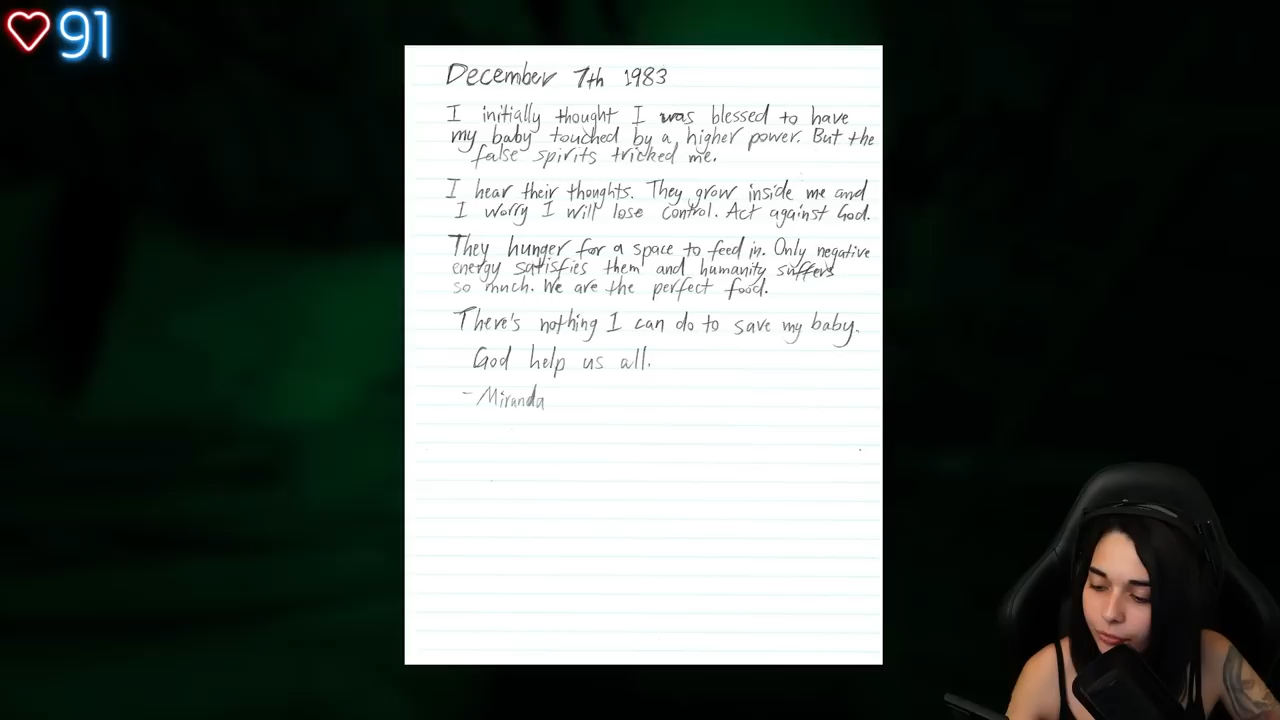 91
December 7th 1983
I initially thought I was blessed to have
my baby touched by a higher power. But the
false spirits tricked me.
I hear their thoughts. They grow inside me and
I worry I will lose control. Act against God.
They hunger for a space to feed in. Only negative
energy satisfies them and humanity suffers
so much. We are the perfect food.
There's nothing I can do to save my baby.
God help us all.
- Miranda